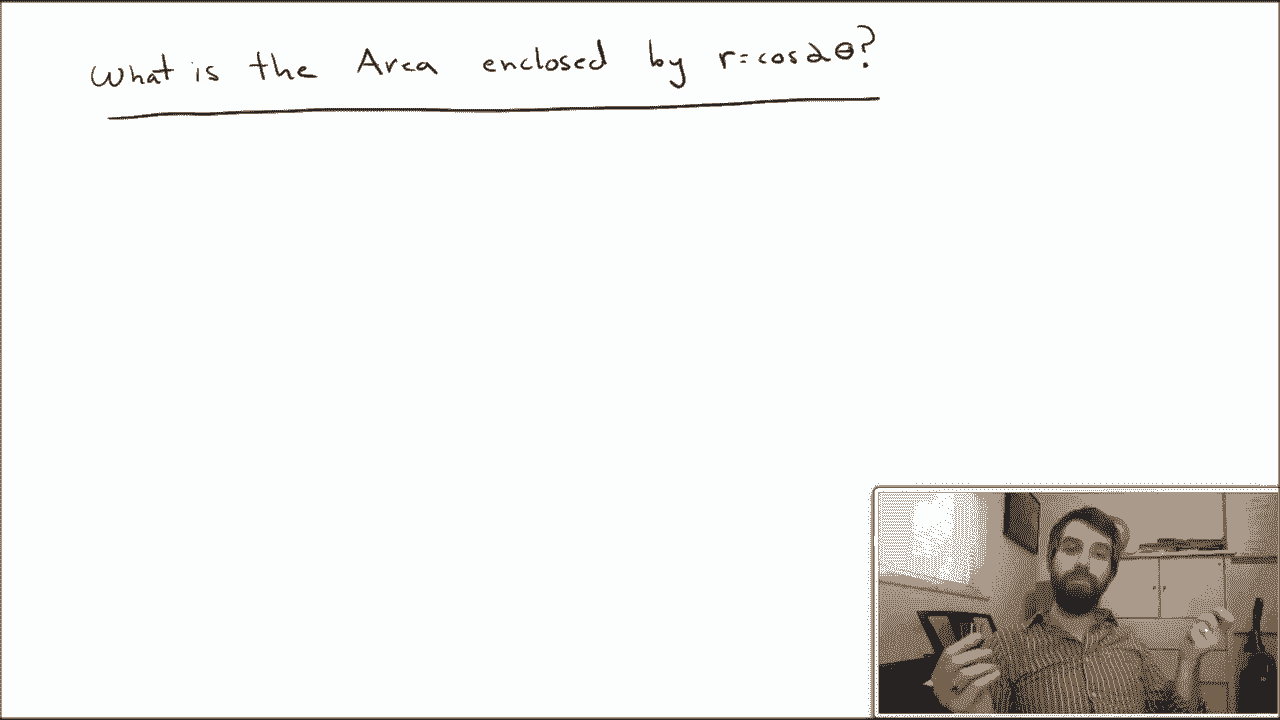 What is the Area enclosed by r=cos2θ?